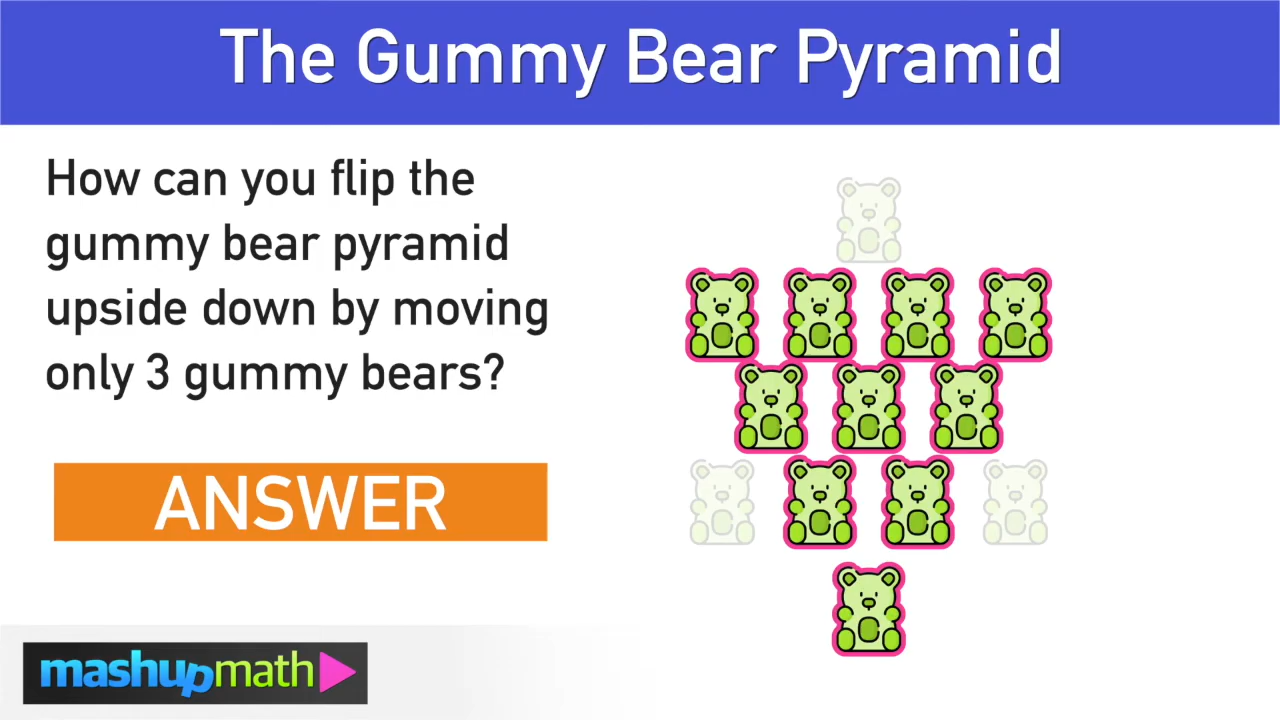 The Gummy Bear Pyramid
How can you flip the
gummy bear pyramid
upside down by moving
only 3 gummy bears?
ANSWER
mashupmath